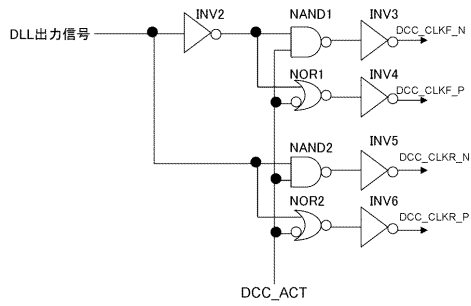 INV2
NAND1
INV3
DLL出力信号
DCC_CLKF_N
NOR1
INV4
DCC_CLKF_P
NAND2
INV5
DCC_CLKR_N
NOR2
INV6
DCC_CLKR_P
DCC_ACT